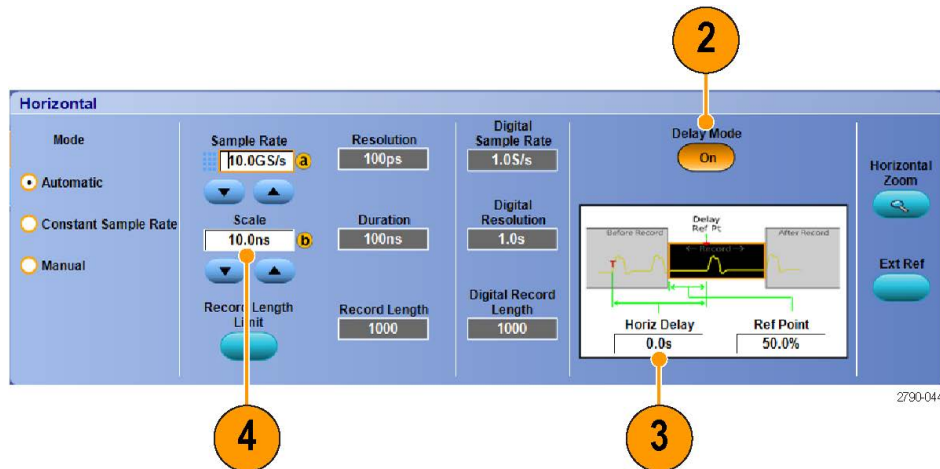 2
Horizontal
Mode
Automatic
Constant Sample Rate
Manual
Sample Rate
10.0GS/s
a
Scale
10.0ns
b
Record Length
Limit
Resolution
100ps
Duration
100ns
Record Length
1000
Digital
Sample Rate
1.0S/s
Digital
Resolution
1.0s
Digital Record
Length
1000
Delay Mode
On
Before Record
Delay
Ref Pt
After Record
Record
T
Horiz Delay
0.0s
Ref Point
50.0%
Horizontal
Zoom
Ext Ref
2790-044
4
3